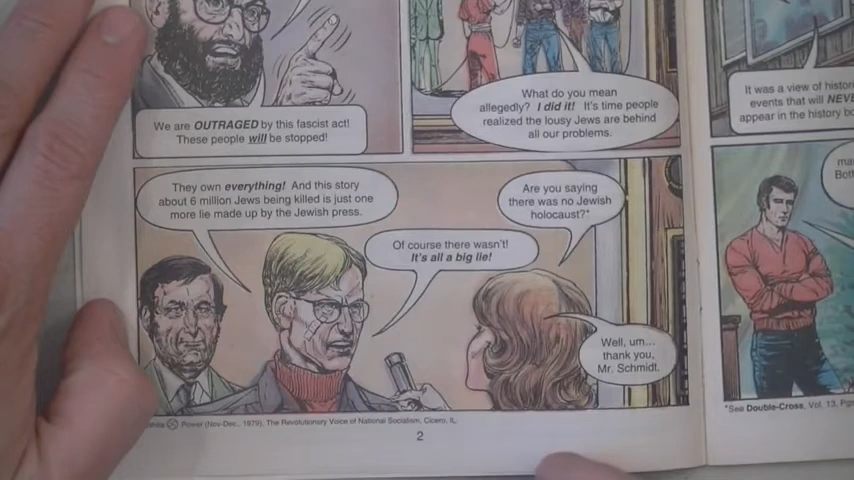 We are OUTRAGED by this fascist act!
These people will be stopped!
What do you mean
allegedly? I did it! It's time people
realized the lousy Jews are behind
all our problems.
They own everything! And this story
about 6 million Jews being killed is just one
more lie made up by the Jewish press.
Are you saying
there was no Jewish
holocaust?*
Of course there wasn't!
It's all a big lie!
Well, um...
thank you,
Mr. Schmidt.
Power (Nov-Dec., 1979), The Revolutionary Voice of National Socialism, Cicero, IL.
2
It was a view of
events that will
appear in the history
*See Double-Cross, Vol. 13,